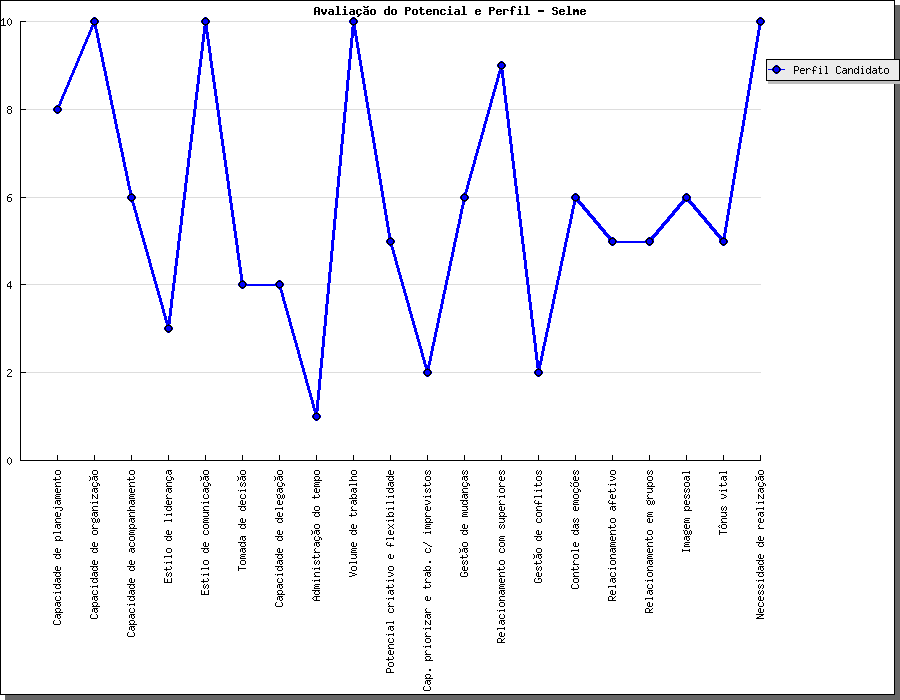 Avaliação do Potencial e Perfil - Selme
Perfil Candidato
10
8
6
4
2
0
Capacidade de planejamento
Capacidade de organização
Capacidade de acompanhamento
Estilo de liderança
Estilo de comunicação
Tomada de decisão
Capacidade de delegação
Administração do tempo
Volume de trabalho
Potencial criativo e flexibilidade
Cap. priorizar e trab. c/ imprevistos
Gestão de mudanças
Relacionamento com superiores
Gestão de conflitos
Controle das emoções
Relacionamento afetivo
Relacionamento em grupos
Imagem pessoal
Tônus vital
Necessidade de realização